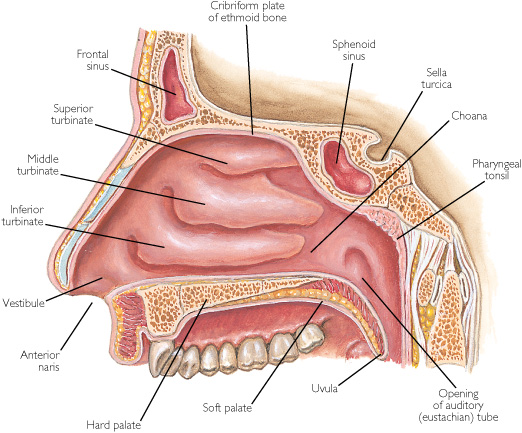 Cribriform plate
of ethmoid bone
Frontal
sinus
Sphenoid
sinus
Sella
turcica
Superior
turbinate
Choana
Middle
turbinate
Pharyngeal
tonsil
Inferior
turbinate
Vestibule
Anterior
naris
Uvula
Opening
of auditory
(eustachian) tube
Soft palate
Hard palate